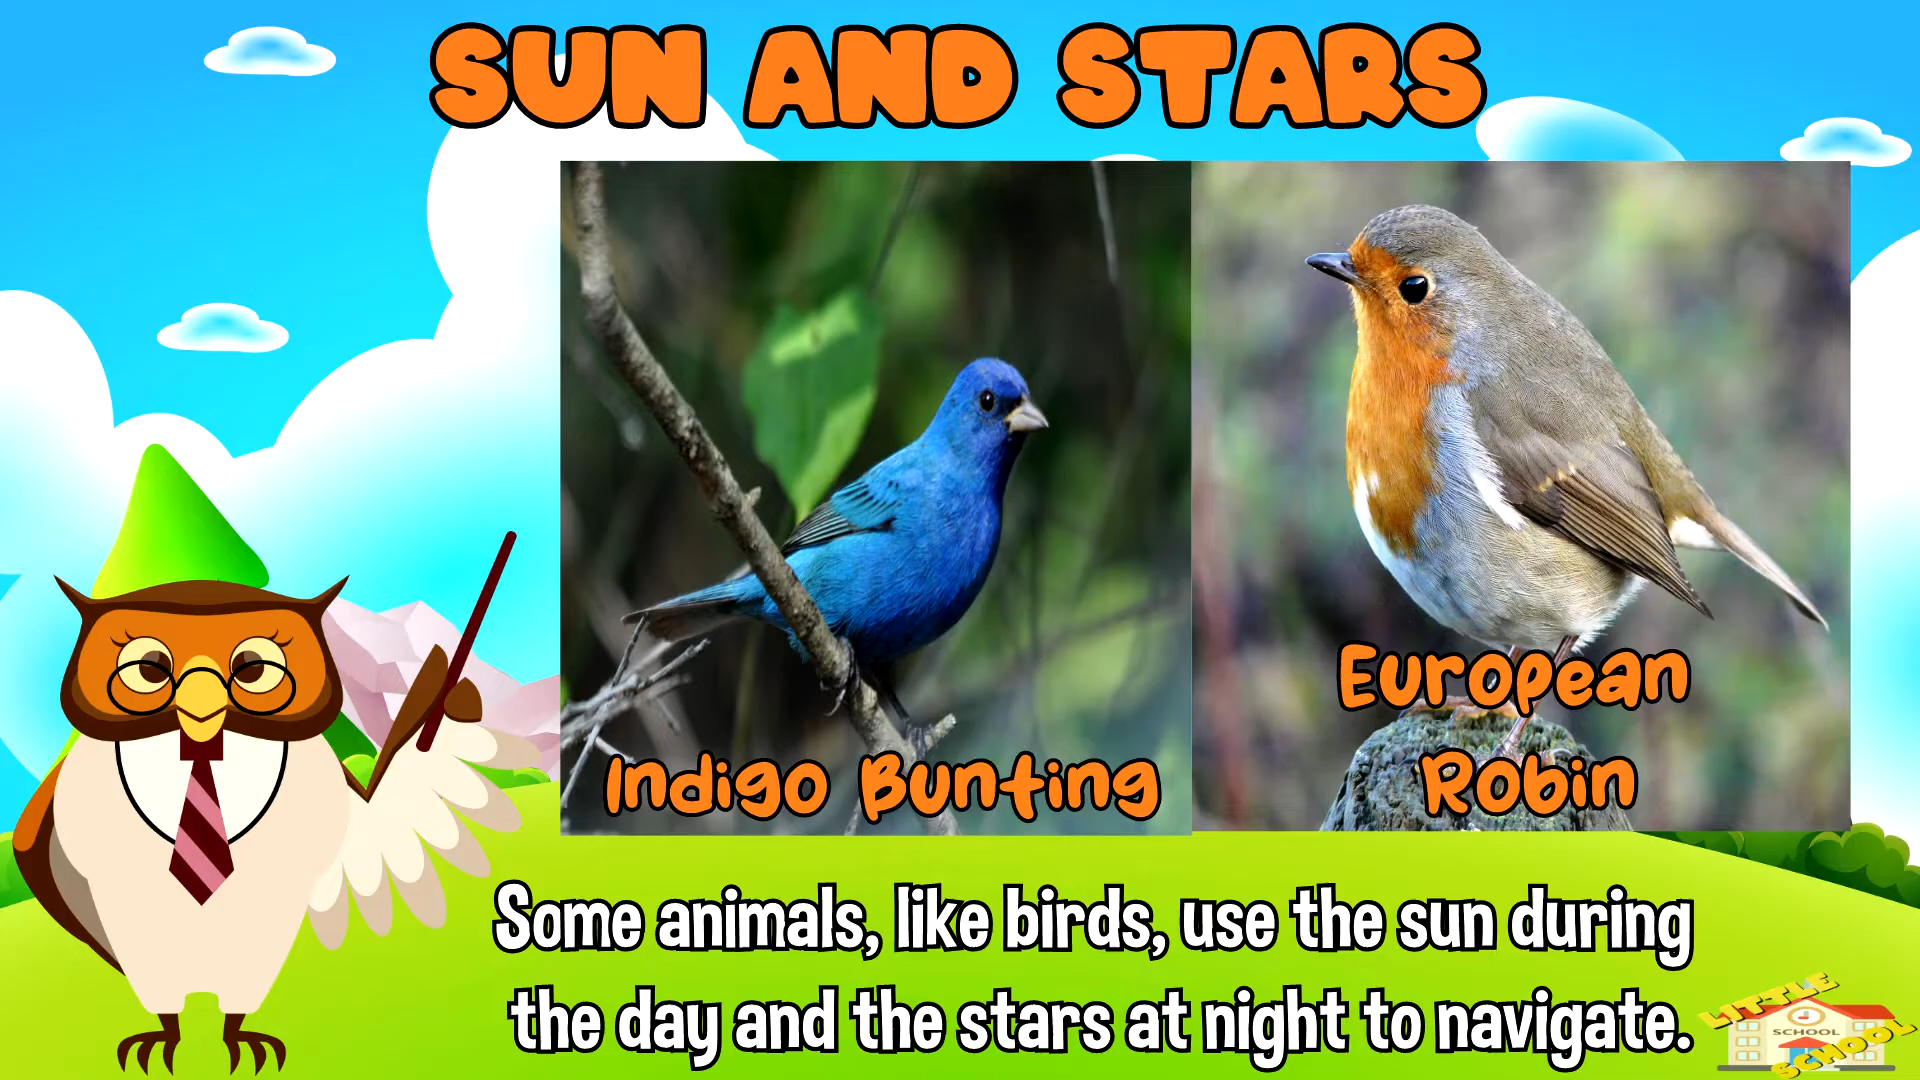 SUN AND STARS
Indigo Bunting
European
Robin
Some animals, like birds, use the sun during
the day and the stars at night to navigate.
LITTLE
SCHOOL
SCHOOL